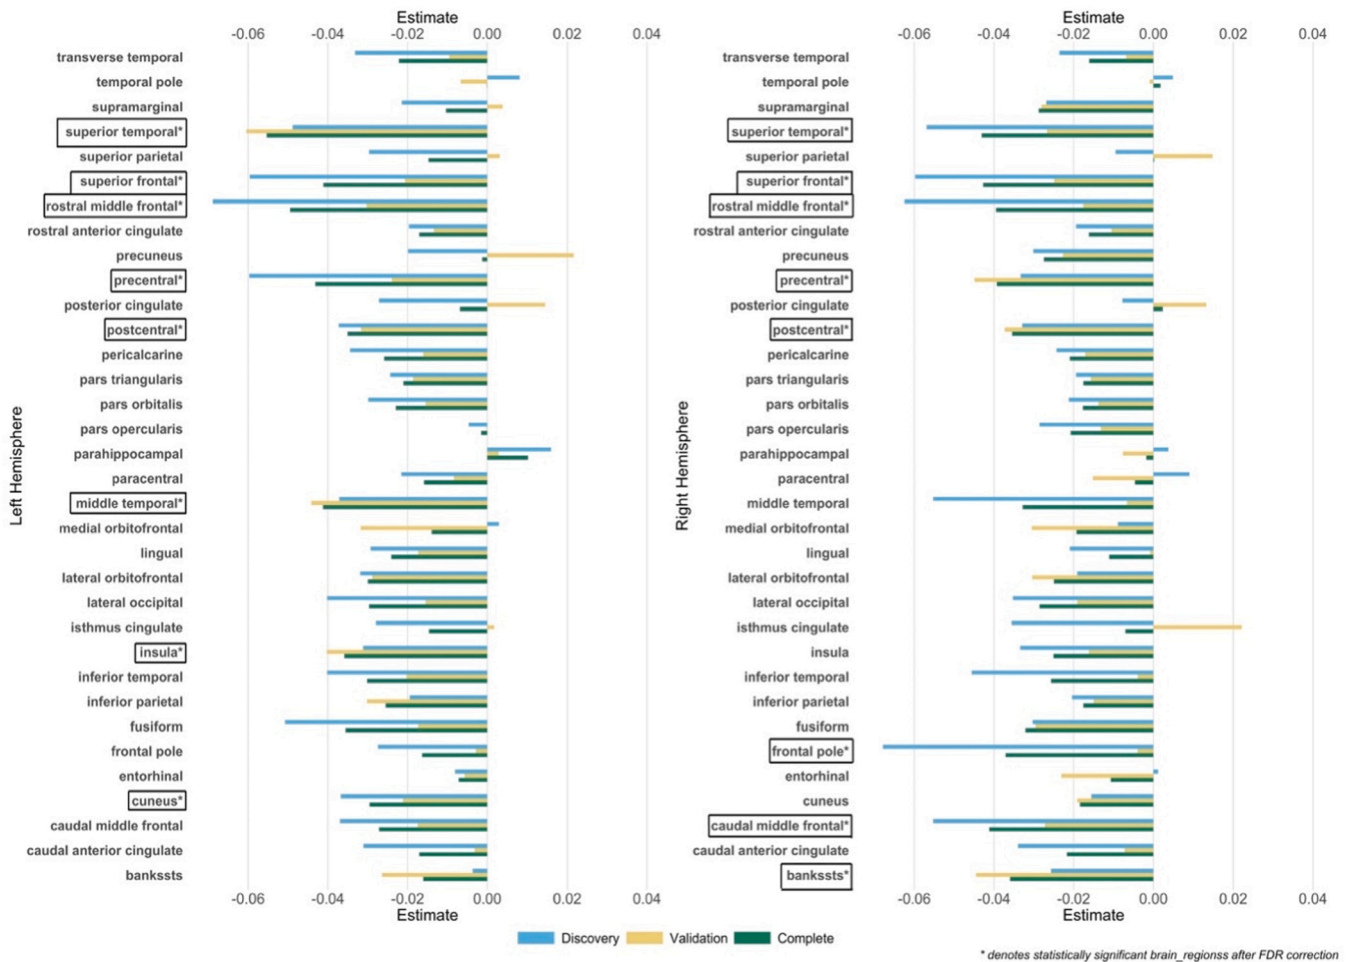 Estimate
-0.06 -0.04 -0.02 0.00 0.02 0.04
transverse temporal
temporal pole
supramarginal
superior temporal*
superior parietal
superior frontal*
rostral middle frontal*
rostral anterior cingulate
precuneus
precentral*
posterior cingulate
postcentral*
pericalcarine
pars triangularis
pars orbitalis
pars opercularis
parahippocampal
paracentral
middle temporal*
medial orbitofrontal
lingual
lateral orbitofrontal
lateral occipital
isthmus cingulate
insula*
inferior temporal
inferior parietal
fusiform
frontal pole
entorhinal
cuneus*
caudal middle frontal
caudal anterior cingulate
bankssts
Left Hemisphere
-0.06 -0.04 -0.02 0.00 0.02 0.04
Estimate
Estimate
-0.06 -0.04 -0.02 0.00 0.02 0.04
transverse temporal
temporal pole
supramarginal
superior temporal*
superior parietal
superior frontal*
rostral middle frontal*
rostral anterior cingulate
precuneus
precentral*
posterior cingulate
postcentral*
pericalcarine
pars triangularis
pars orbitalis
pars opercularis
parahippocampal
paracentral
middle temporal
medial orbitofrontal
lingual
lateral orbitofrontal
lateral occipital
isthmus cingulate
insula
inferior temporal
inferior parietal
fusiform
frontal pole*
entorhinal
cuneus
caudal middle frontal*
caudal anterior cingulate
bankssts*
Right Hemisphere
-0.06 -0.04 -0.02 0.00 0.02 0.04
Estimate
Discovery Validation Complete
* denotes statistically significant brain_regionss after FDR correction